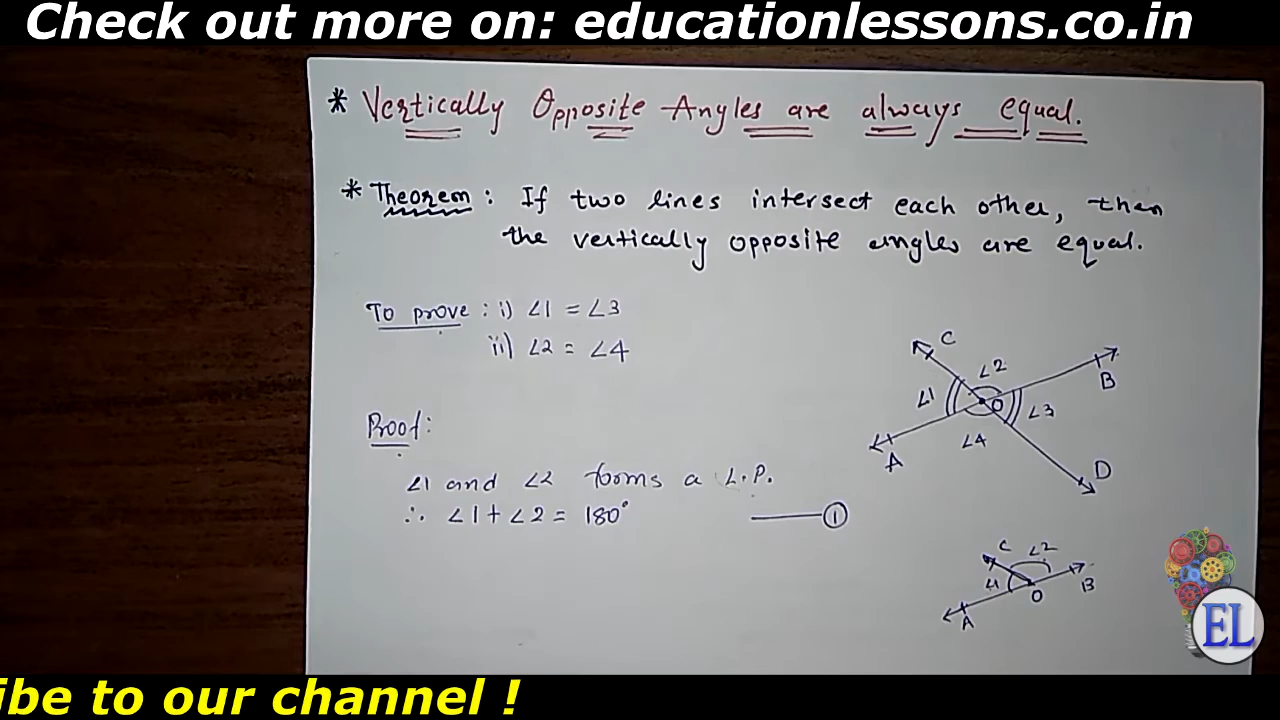 Check out more on: educationlessons.co.in
* Vertically Opposite Angles are always equal.
* Theorem: If two lines intersect each other, then
the vertically opposite angles are equal.
To prove: i) ∠1 = ∠3
ii) ∠2 = ∠4
C
∠2
B
∠1
O
∠3
∠4
A
D
Proof:
∠1 and ∠2 forms a L.P.
∴ ∠1 + ∠2 = 180° ①
C ∠2
∠1
B
O
A
EL
ibe to our channel !